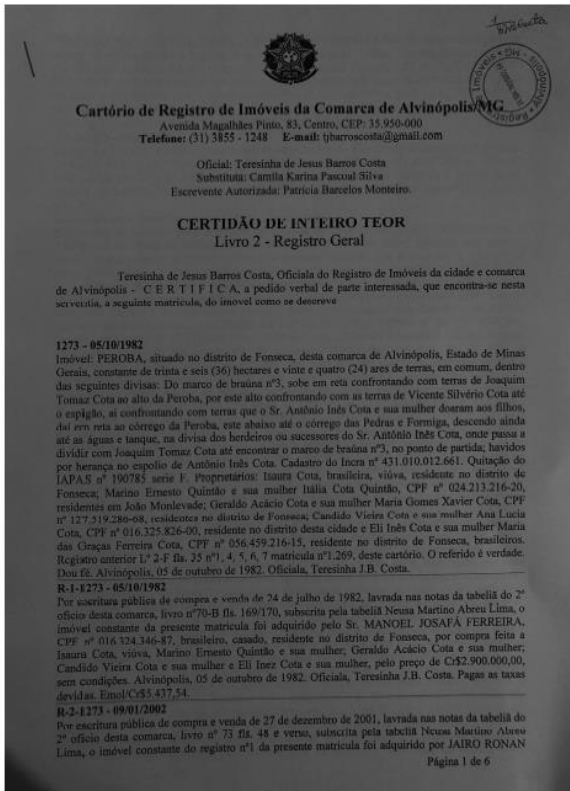 1
Cartório de Registro de Imóveis da Comarca de Alvinópolis/MG
Avenida Magalhães Pinto, 83, Centro, CEP: 35.950-000
Telefone: (31) 3855 - 1248 E-mail: tjbarroscosta@gmail.com
Oficial: Teresinha de Jesus Barros Costa
Substituta: Camila Karina Pascoal Silva
Escrevente Autorizada: Patrícia Barcelos Monteiro.
CERTIDÃO DE INTEIRO TEOR
Livro 2 - Registro Geral
Teresinha de Jesus Barros Costa, Oficiala do Registro de Imóveis da cidade e comarca
de Alvinópolis - C E R T I F I C A, a pedido verbal de parte interessada, que encontra-se nesta
serventia, a seguinte matrícula, do imóvel como se descreve
1273 - 05/10/1982
Imóvel: PEROBA, situado no distrito de Fonseca, desta comarca de Alvinópolis, Estado de Minas
Gerais, constante de trinta e seis (36) hectares e vinte e quatro (24) ares de terras, em comum, dentro
das seguintes divisas: Do marco de braúna nº3, sobe em reta confrontando com terras de Joaquim
Tomaz Cota ao alto da Peroba, por este alto confrontando com as terras de Vicente Silvério Cota até
o espigão, aí confrontando com terras que o Sr. Antônio Inês Cota e sua mulher doaram aos filhos,
daí em reta ao córrego da Peroba, este abaixo até o córrego das Pedras e Formiga, descendo ainda
até as águas e tanque, na divisa dos herdeiros ou sucessores do Sr. Antônio Inês Cota, onde passa a
dividir com Joaquim Tomaz Cota até encontrar o marco de braúna nº3, no ponto de partida; havidos
por herança no espolio de Antônio Inês Cota. Cadastro do Incra nº 431.010.012.661. Quitação do
IAPAS nº 190785 serie F. Proprietários: Isaura Cota, brasileira, viúva, residente no distrito de
Fonseca; Marino Ernesto Quintão e sua mulher Itália Cota Quintão, CPF nº 024.213.216-20,
residentes em João Monlevade; Geraldo Acácio Cota e sua mulher Maria Gomes Xavier Cota, CPF
nº 127.519.286-68, residentes no distrito de Fonseca; Candido Vieira Cota e sua mulher Ana Lucia
Cota, CPF nº 016.325.826-00, residente no distrito desta cidade e Eli Inês Cota e sua mulher Maria
das Graças Ferreira Cota, CPF nº 056,459.216-15, residente no distrito de Fonseca, brasileiros.
Registro anterior Lº 2-F fls. 35 nº1, 4, 5, 6, 7 matricula nº1.269, deste cartório. O referido é verdade.
Dou fé. Alvinópolis, 05 de outubro de 1982. Oficiala, Teresinha J.B. Costa.
R-1-1273 - 05/10/1982
Por escritura pública de compra e venda de 24 de julho de 1982, lavrada nas notas da tabeliã do 2º
ofício desta comarca, livro nº70-B fls. 169/170, subscrita pela tabeliã Neusa Martino Abreu Lima, o
imóvel constante da presente matricula foi adquirido pelo Sr. MANOEL JOSAFÁ FERREIRA,
CPF nº 016 324.346-87, brasileiro, casado, residente no distrito de Fonseca, por compra feita a
Isaura Cota, viúva, Marino Ernesto Quintão e sua mulher; Geraldo Acácio Cota e sua mulher;
Candido Vieira Cota e sua mulher e Eli Inez Cota e sua mulher, pelo preço de Cr$2.900.000,00,
sem condições. Alvinópolis, 05 de outubro de 1982. Oficiala, Teresinha J.B. Costa. Pagas as taxas
devidas. Emol/Cr$5.437,54.
R-2-1273 - 09/01/2002
Por escritura pública de compra e venda de 27 de dezembro de 2001, lavrada nas notas da tabeliã do
2º ofício desta comarca, livro nº 73 fls. 48 e verso, subscrita pela tabeliã Neusa Martino Abreu
Lima, o imóvel constante do registro nº1 da presente matricula foi adquirido por JAIRO RONAN
Página 1 de 6